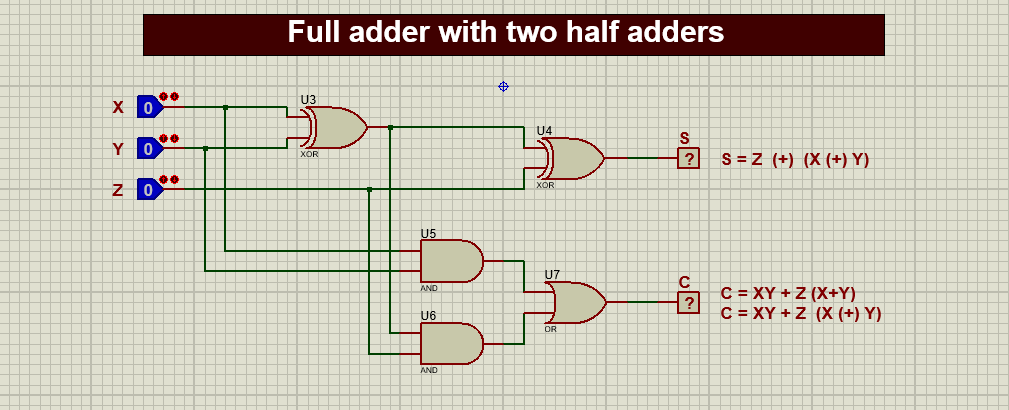 Full adder with two half adders
X 0
U3
XOR
Y 0
Z 0
U4
XOR
S
?
S = Z (+) (X (+) Y)
U5
AND
U6
AND
U7
OR
C
?
C = XY + Z (X+Y)
C = XY + Z (X (+) Y)